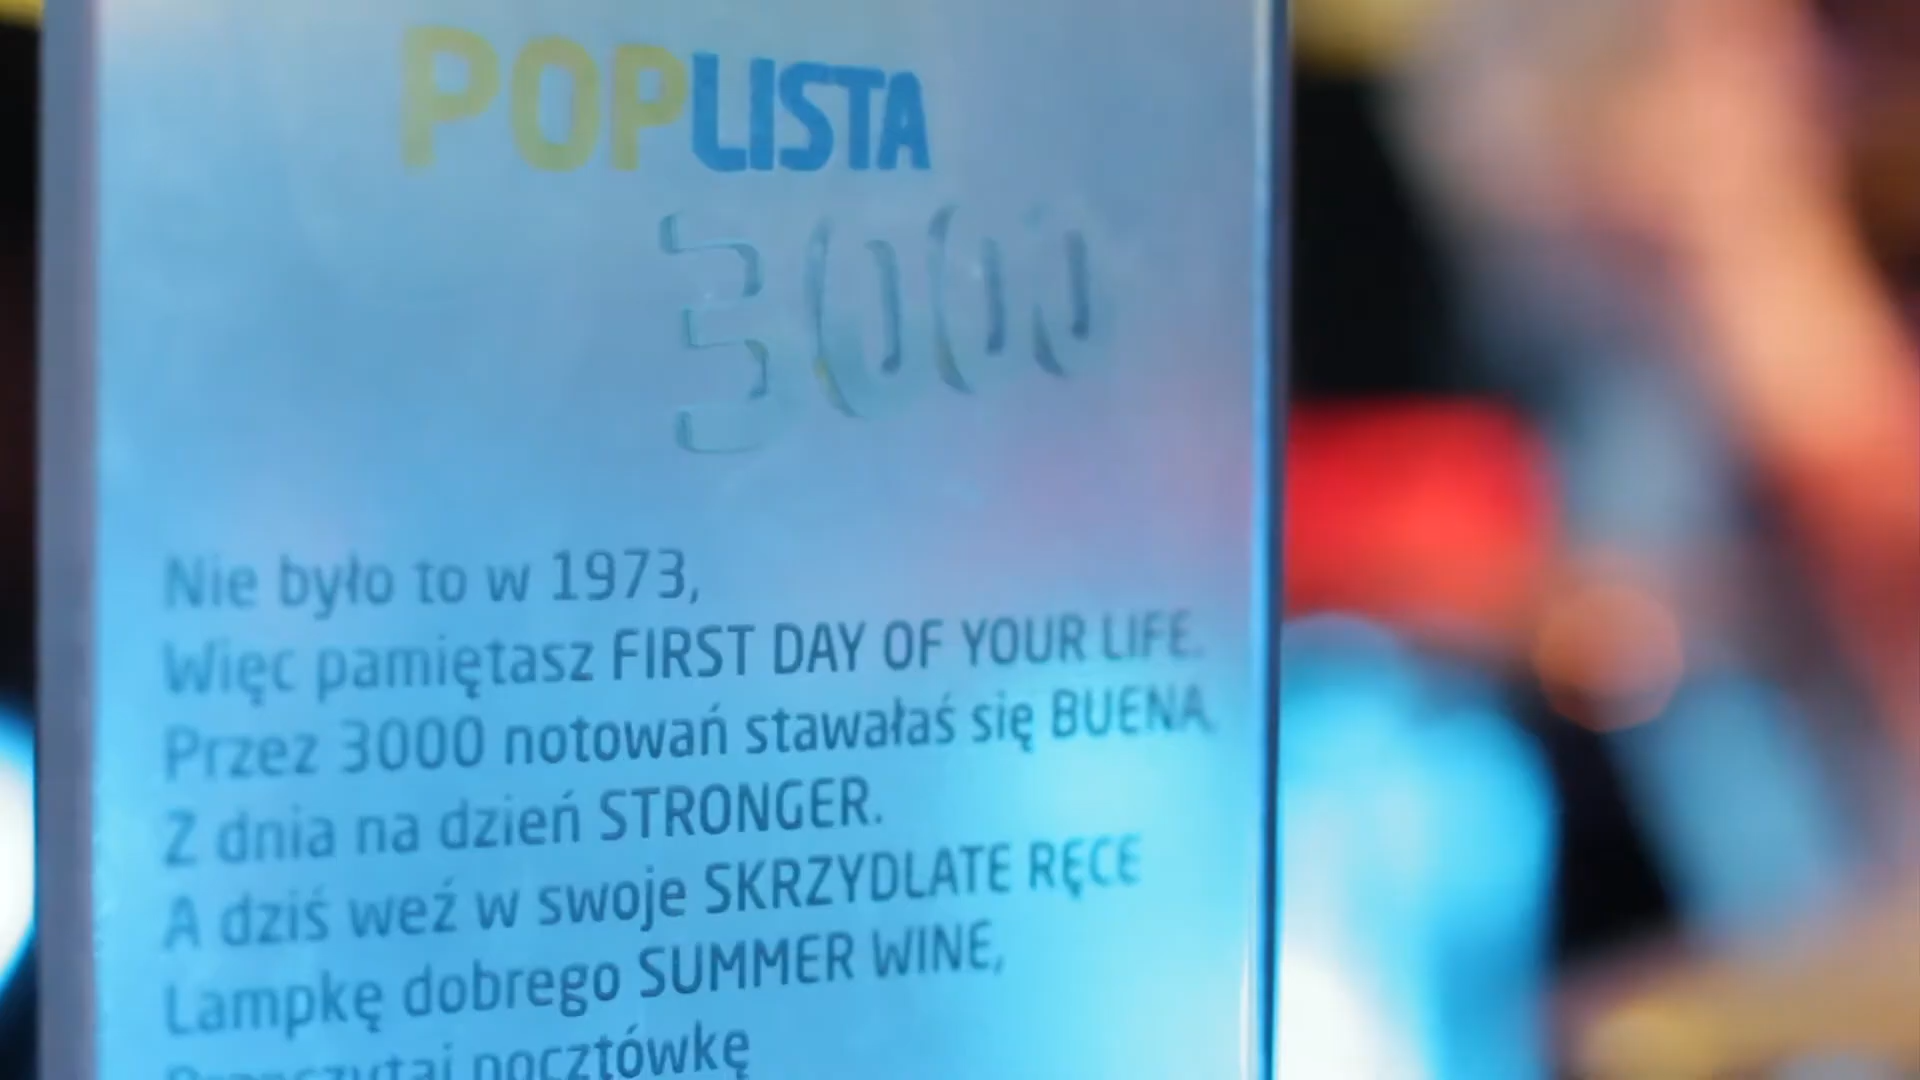 POPLISTA
3000
Nie było to w 1973,
Więc pamiętasz FIRST DAY OF YOUR LIFE.
Przez 3000 notowań stawałaś się BUENA,
Z dnia na dzień STRONGER.
A dziś weź w swoje SKRZYDLATE RĘCE
Lampkę dobrego SUMMER WINE,
Przeczytaj pocztówkę